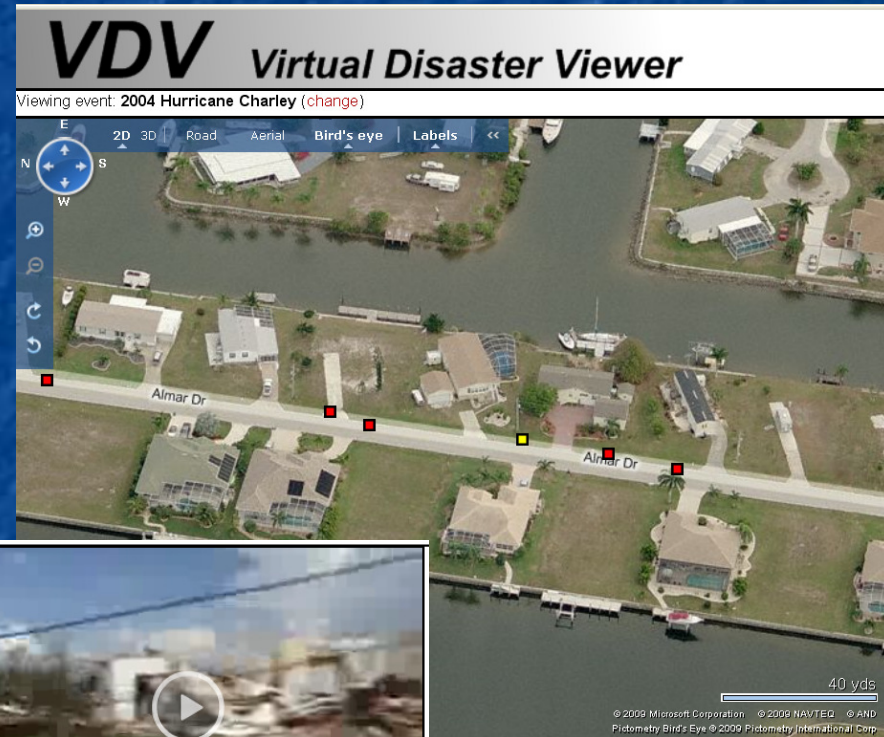 VDV Virtual Disaster Viewer
Viewing event: 2004 Hurricane Charley (change)
E
2D 3D | Road Aerial Bird's eye | Labels | <<
N S
W
Almar Dr
Almar Dr
40 yds
© 2009 Microsoft Corporation © 2009 NAVTEQ © AND
Pictometry Bird's Eye © 2009 Pictometry International Corp